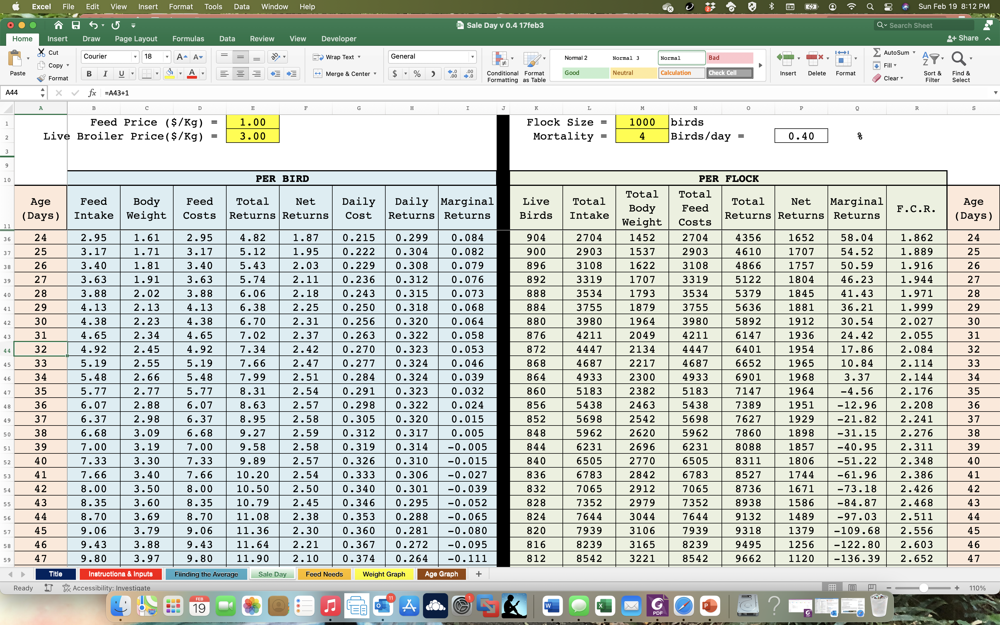 Excel File Edit View Insert Format Tools Data Window Help
2
Sun Feb 19 8:12 PM
Sale Day v 0.4 17feb3
Search Sheet
Home Insert Draw Page Layout Formulas Data Review View Developer
Share
Paste
Cut
Copy
Format
Courier 18
B I U
Wrap Text
Merge & Center
General
$ % )
Conditional Formatting
Format as Table
Normal 2 Normal 3 Normal Bad
Good Neutral Calculation Check Cell
Insert Delete Format
AutoSum
Fill
Clear
Sort & Filter
Find & Select
A44 fx =A43+1
A B C D E F G H I J K L M N O P Q R S
1 Feed Price ($/Kg) = 1.00 Flock Size = 1000 birds
2 Live Broiler Price($/Kg) = 3.00 Mortality = 4 Birds/day = 0.40 %
3
9
10 PER BIRD PER FLOCK
11 Age (Days) Feed Intake Body Weight Feed Costs Total Returns Net Returns Daily Cost Daily Returns Marginal Returns Live Birds Total Intake Total Body Weight Total Feed Costs Total Returns Net Returns Marginal Returns F.C.R. Age (Days)
36 24 2.95 1.61 2.95 4.82 1.87 0.215 0.299 0.084 904 2704 1452 2704 4356 1652 58.04 1.862 24
37 25 3.17 1.71 3.17 5.12 1.95 0.222 0.304 0.082 900 2903 1537 2903 4610 1707 54.52 1.889 25
38 26 3.40 1.81 3.40 5.43 2.03 0.229 0.308 0.079 896 3108 1622 3108 4866 1757 50.59 1.916 26
39 27 3.63 1.91 3.63 5.74 2.11 0.236 0.312 0.076 892 3319 1707 3319 5122 1804 46.23 1.944 27
40 28 3.88 2.02 3.88 6.06 2.18 0.243 0.315 0.073 888 3534 1793 3534 5379 1845 41.43 1.971 28
41 29 4.13 2.13 4.13 6.38 2.25 0.250 0.318 0.068 884 3755 1879 3755 5636 1881 36.21 1.999 29
42 30 4.38 2.23 4.38 6.70 2.31 0.256 0.320 0.064 880 3980 1964 3980 5892 1912 30.54 2.027 30
43 31 4.65 2.34 4.65 7.02 2.37 0.263 0.322 0.058 876 4211 2049 4211 6147 1936 24.42 2.055 31
44 32 4.92 2.45 4.92 7.34 2.42 0.270 0.323 0.053 872 4447 2134 4447 6401 1954 17.86 2.084 32
45 33 5.19 2.55 5.19 7.66 2.47 0.277 0.324 0.046 868 4687 2217 4687 6652 1965 10.84 2.114 33
46 34 5.48 2.66 5.48 7.99 2.51 0.284 0.324 0.039 864 4933 2300 4933 6901 1968 3.37 2.144 34
47 35 5.77 2.77 5.77 8.31 2.54 0.291 0.323 0.032 860 5183 2382 5183 7147 1964 -4.56 2.176 35
48 36 6.07 2.88 6.07 8.63 2.57 0.298 0.322 0.024 856 5438 2463 5438 7389 1951 -12.96 2.208 36
49 37 6.37 2.98 6.37 8.95 2.58 0.305 0.320 0.015 852 5698 2542 5698 7627 1929 -21.82 2.241 37
50 38 6.68 3.09 6.68 9.27 2.59 0.312 0.317 0.005 848 5962 2620 5962 7860 1898 -31.15 2.276 38
51 39 7.00 3.19 7.00 9.58 2.58 0.319 0.314 -0.005 844 6231 2696 6231 8088 1857 -40.95 2.311 39
52 40 7.33 3.30 7.33 9.89 2.57 0.326 0.310 -0.015 840 6505 2770 6505 8311 1806 -51.22 2.348 40
53 41 7.66 3.40 7.66 10.20 2.54 0.333 0.306 -0.027 836 6783 2842 6783 8527 1744 -61.96 2.386 41
54 42 8.00 3.50 8.00 10.50 2.50 0.340 0.301 -0.039 832 7065 2912 7065 8736 1671 -73.18 2.426 42
55 43 8.35 3.60 8.35 10.79 2.45 0.346 0.295 -0.052 828 7352 2979 7352 8938 1586 -84.87 2.468 43
56 44 8.70 3.69 8.70 11.08 2.38 0.353 0.288 -0.065 824 7644 3044 7644 9132 1489 -97.03 2.511 44
57 45 9.06 3.79 9.06 11.36 2.30 0.360 0.281 -0.080 820 7939 3106 7939 9318 1379 -109.68 2.556 45
58 46 9.43 3.88 9.43 11.64 2.21 0.367 0.272 -0.095 816 8239 3165 8239 9495 1256 -122.80 2.603 46
59 47 9.80 3.97 9.80 11.90 2.10 0.374 0.264 -0.111 812 8542 3221 8542 9662 1120 -136.39 2.652 47
Title Instructiona & Inputs Fiinding the Average Sale Day Feed Needs Weight Graph Age Graph +
Ready Accessibility: Investigate 110%
FEB 19
11
1
PDF